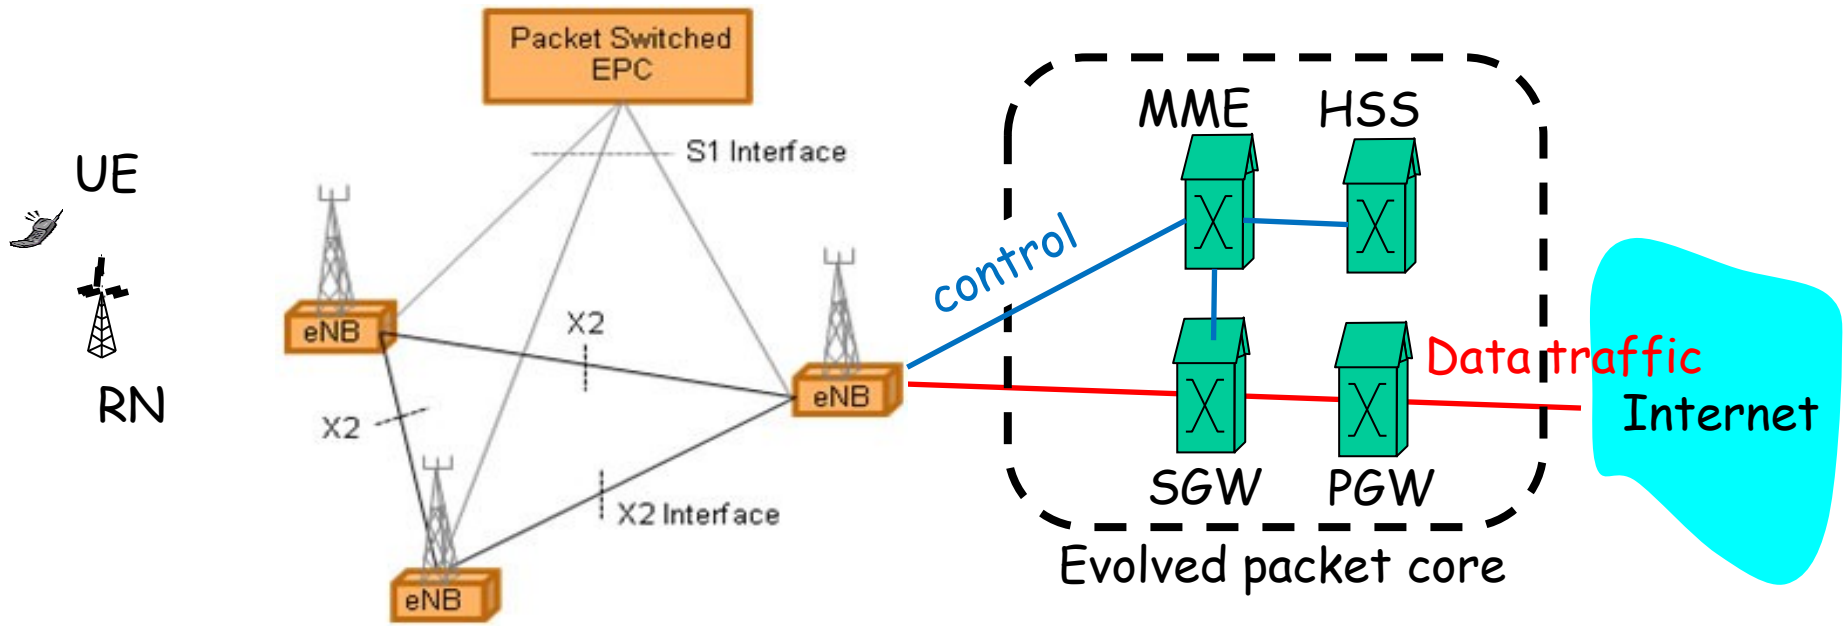 Packet Switched
EPC
S1 Interface
UE
RN
eNB
X2
eNB
X2
X2 Interface
eNB
control
MME
HSS
SGW
PGW
Data traffic
Internet
Evolved packet core